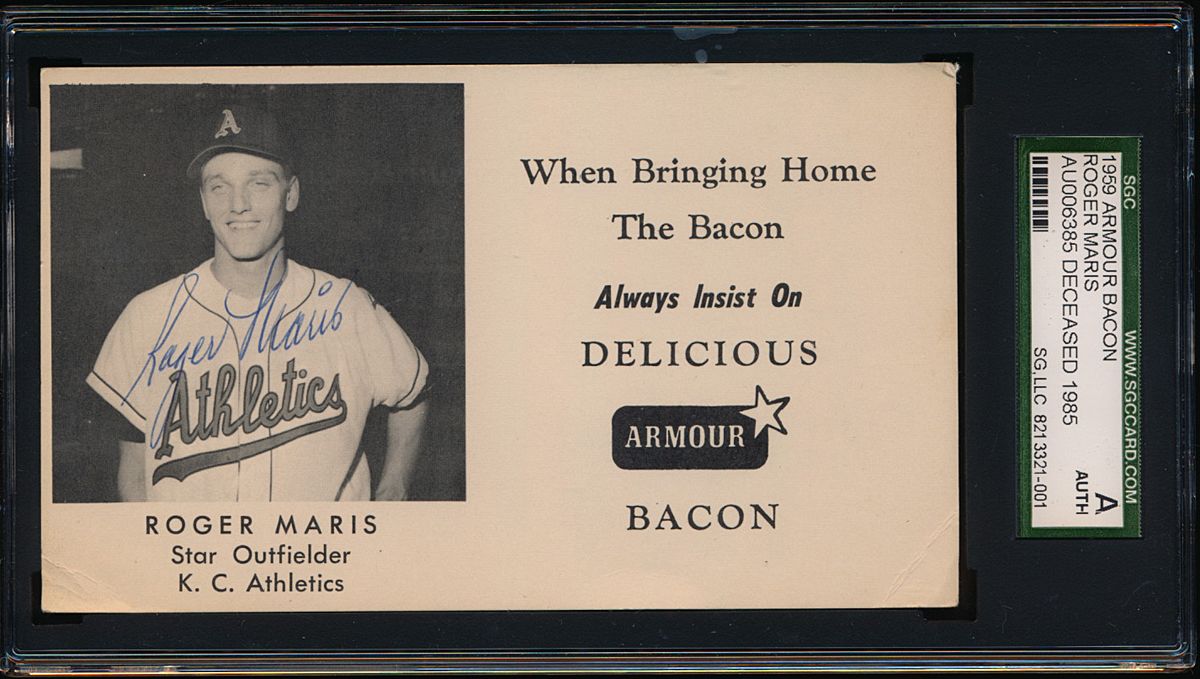 A
Roger Maris
Athletics
ROGER MARIS
Star Outfielder
K. C. Athletics
When Bringing Home
The Bacon
Always Insist On
DELICIOUS
ARMOUR
BACON
SGC WWW.SGCCARD.COM
1959 ARMOUR BACON
ROGER MARIS
AU006385 DECEASED 1985
A
AUTH
SG,LLC 8213321-001